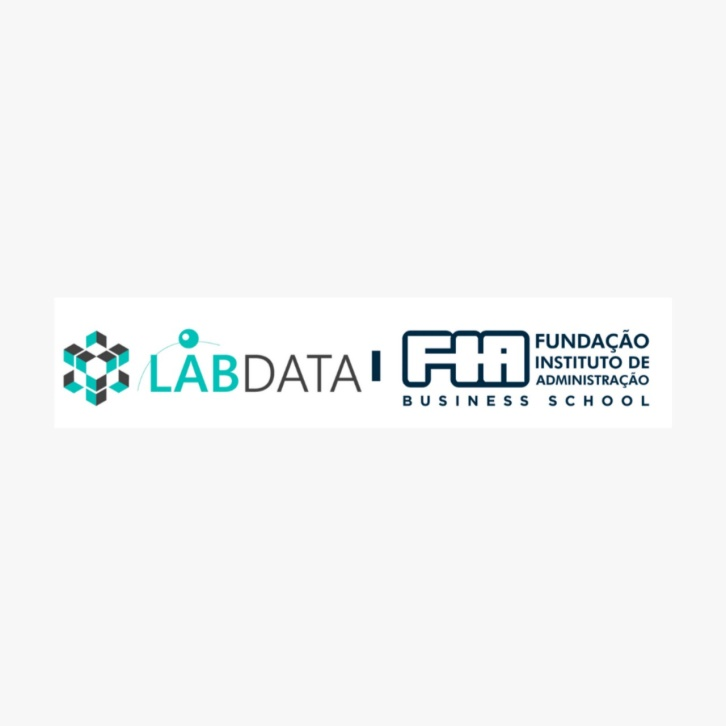 LABDATA
FIA
FUNDAÇÃO
INSTITUTO DE
ADMINISTRAÇÃO
BUSINESS SCHOOL